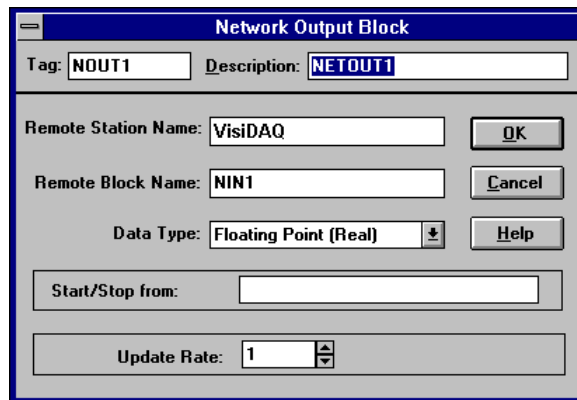 Network Output Block
Tag: NOUT1 Description: NETOUT1
Remote Station Name: VisiDAQ OK
Remote Block Name: NIN1 Cancel
Data Type: Floating Point (Real) Help
Start/Stop from:
Update Rate: 1